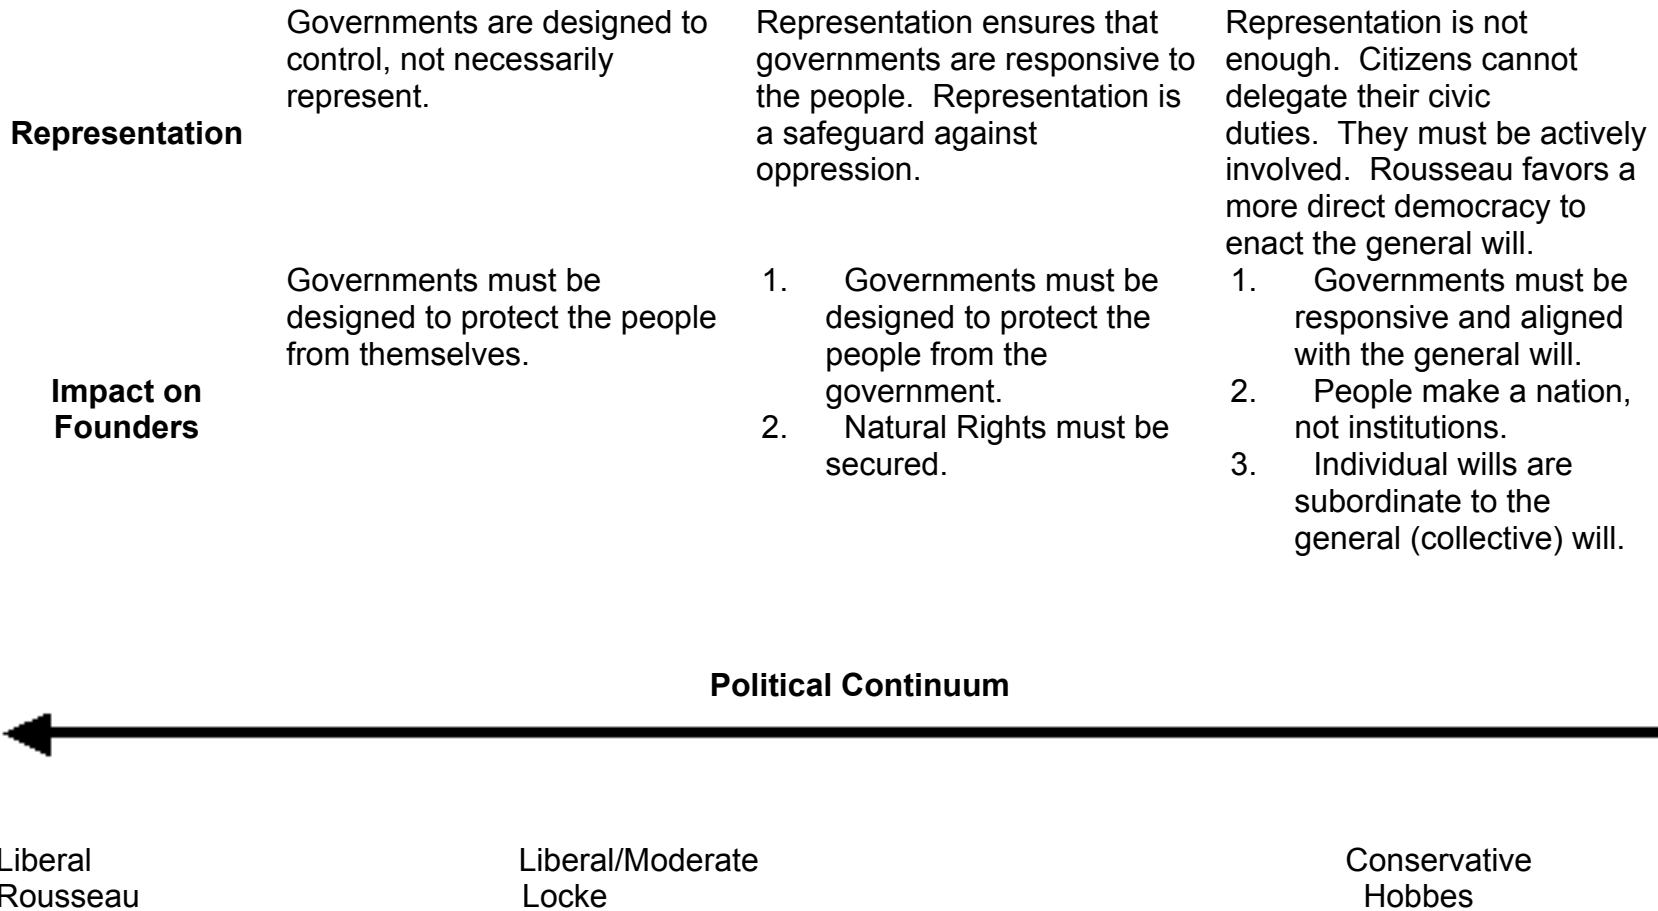 Representation
Governments are designed to
control, not necessarily
represent.
Representation ensures that
governments are responsive to
the people.  Representation is
a safeguard against
oppression.
Representation is not
enough.  Citizens cannot
delegate their civic
duties.  They must be actively
involved.  Rousseau favors a
more direct democracy to
enact the general will.
Impact on
Founders
Governments must be
designed to protect the people
from themselves.
1. Governments must be
designed to protect the
people from the
government.
2. Natural Rights must be
secured.
1. Governments must be
responsive and aligned
with the general will.
2. People make a nation,
not institutions.
3. Individual wills are
subordinate to the
general (collective) will.
Political Continuum
Liberal
Rousseau
Liberal/Moderate
Locke
Conservative
Hobbes